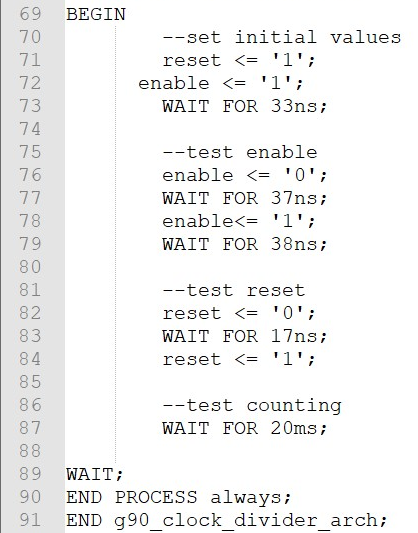 69 BEGIN
70 --set initial values
71 reset <= '1';
72 enable <= '1';
73 WAIT FOR 33ns;
74
75 --test enable
76 enable <= '0';
77 WAIT FOR 37ns;
78 enable<= '1';
79 WAIT FOR 38ns;
80
81 --test reset
82 reset <= '0';
83 WAIT FOR 17ns;
84 reset <= '1';
85
86 --test counting
87 WAIT FOR 20ms;
88
89 WAIT;
90 END PROCESS always;
91 END g90_clock_divider_arch;